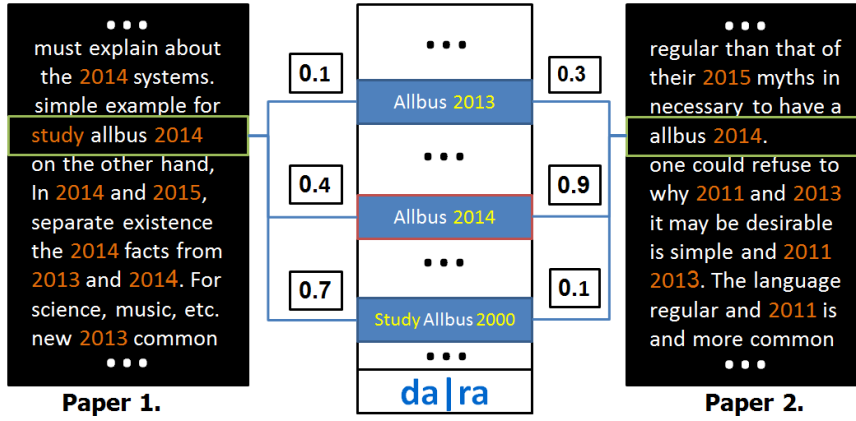 must explain about
the 2014 systems.
simple example for
study allbus 2014
on the other hand,
In 2014 and 2015,
separate existence
the 2014 facts from
2013 and 2014. For
science, music, etc.
new 2013 common
Paper 1.
0.1
0.4
0.7
Allbus 2013
Allbus 2014
Study Allbus 2000
da|ra
0.3
0.9
0.1
regular than that of
their 2015 myths in
necessary to have a
allbus 2014.
one could refuse to
why 2011 and 2013
it may be desirable
is simple and 2011
2013. The language
regular and 2011 is
and more common
Paper 2.